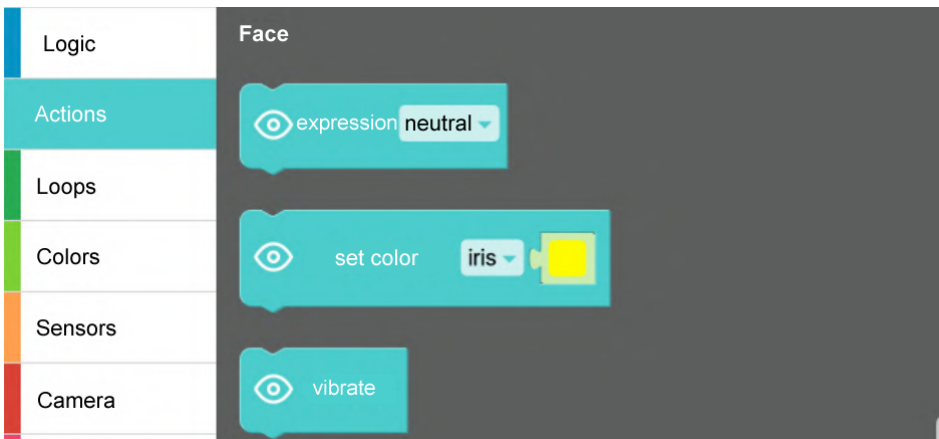 Logic
Actions
Loops
Colors
Sensors
Camera
Face
expression neutral
set color iris
vibrate